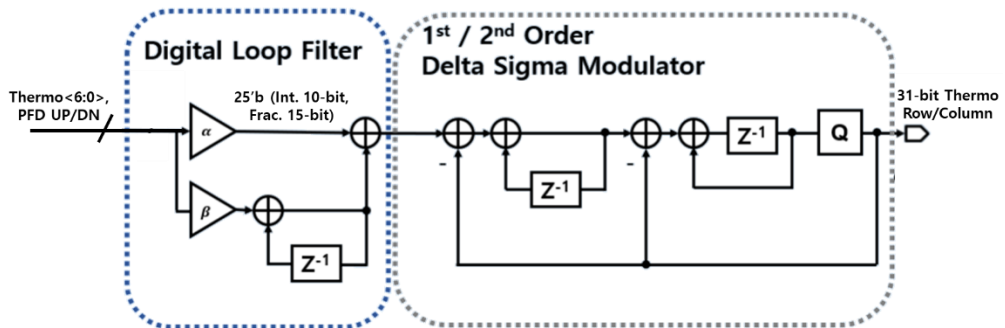 Digital Loop Filter
1st / 2nd Order
Delta Sigma Modulator
Thermo<6:0>,
PFD UP/DN
25'b (Int. 10-bit,
Frac. 15-bit)
31-bit Thermo
Row/Column
α
β
Z-1
-
Z-1
-
Z-1
Q